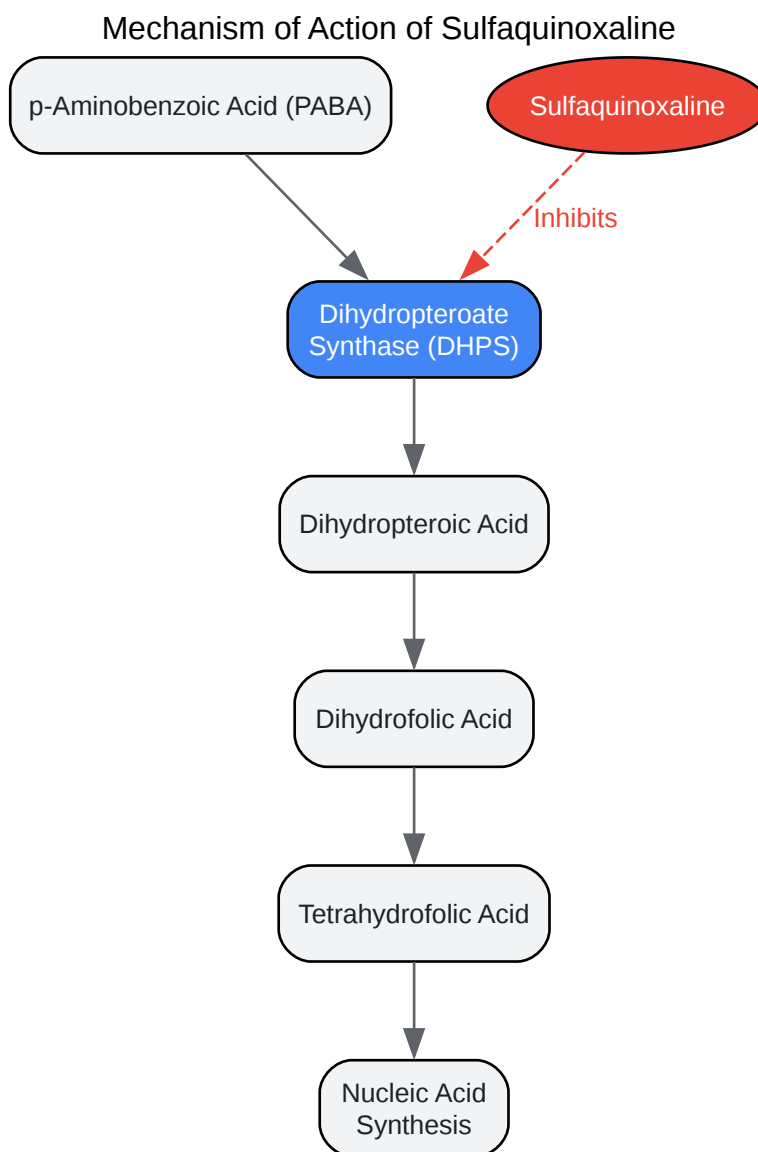 Mechanism of Action of Sulfaquinoxaline
p-Aminobenzoic Acid (PABA)
Sulfaquinoxaline
Inhibits
Dihydropteroate
Synthase (DHPS)
Dihydropteroic Acid
Dihydrofolic Acid
Tetrahydrofolic Acid
Nucleic Acid
Synthesis